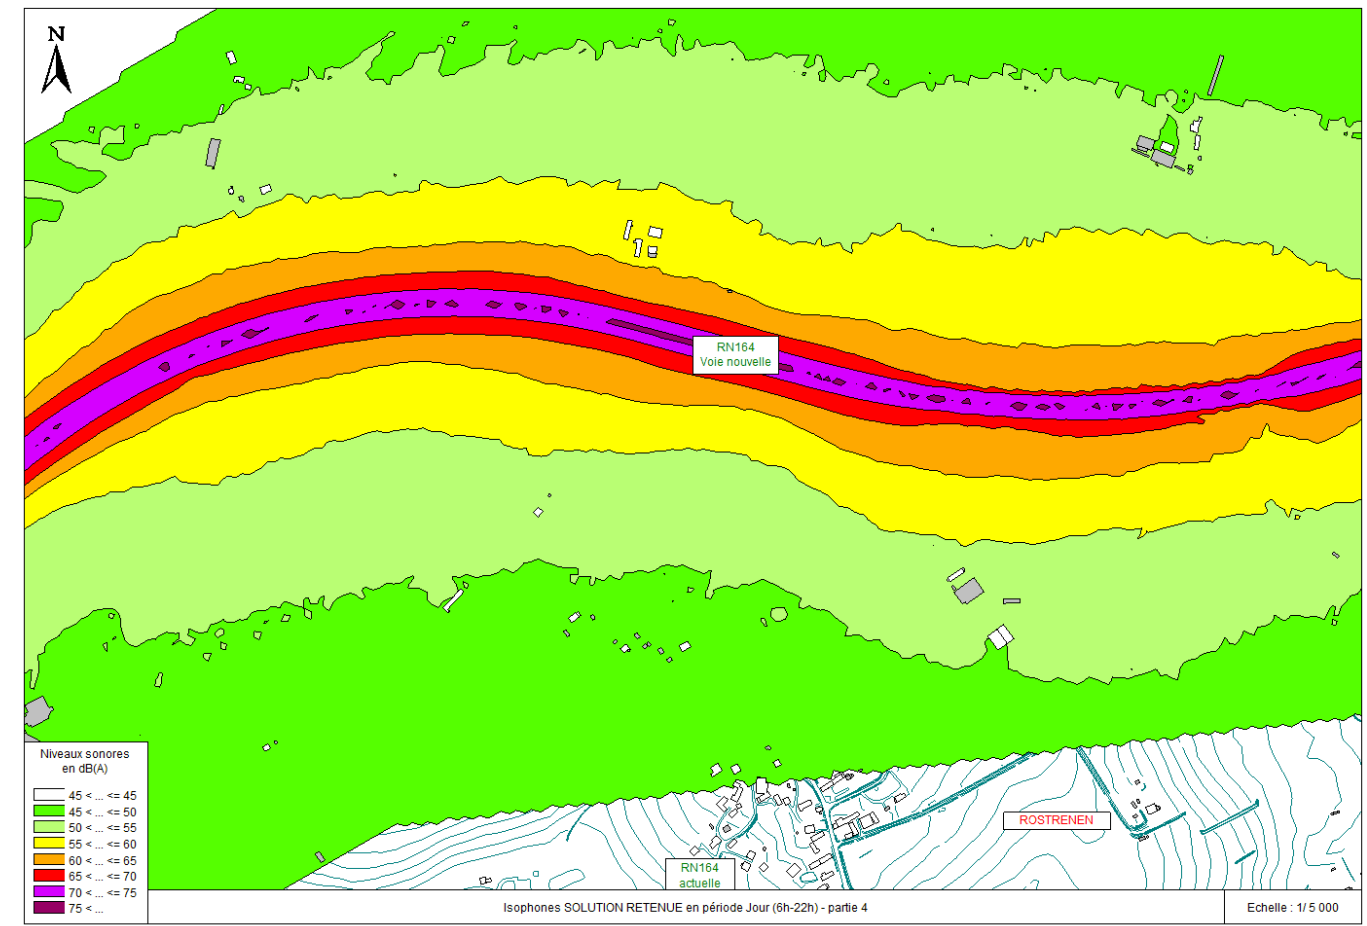 N
RN164
Voie nouvelle
Niveaux sonores
en dB(A)
45 < ... <= 45
45 < ... <= 50
50 < ... <= 55
55 < ... <= 60
60 < ... <= 65
65 < ... <= 70
70 < ... <= 75
75 < ...
ROSTRENEN
RN164
actuelle
Isophones SOLUTION RETENUE en période Jour (6h-22h) - partie 4
Echelle : 1/ 5 000